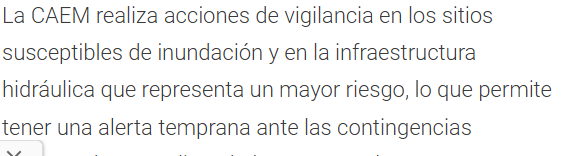 La CAEM realiza acciones de vigilancia en los sitios
susceptibles de inundación y en la infraestructura
hidráulica que representa un mayor riesgo, lo que permite
tener una alerta temprana ante las contingencias